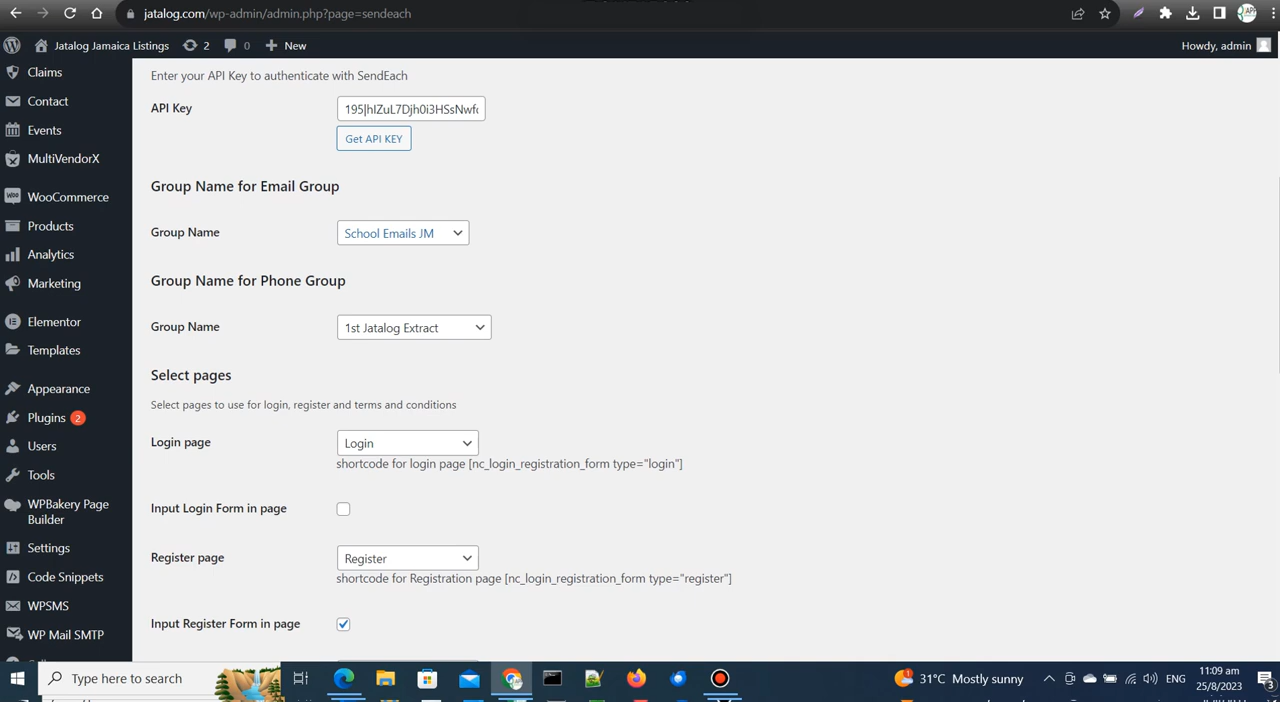 jatalog.com/wp-admin/admin.php?page=sendeach
Jatalog Jamaica Listings 2 0 New Howdy, admin
Claims
Contact
Events
MultiVendorX
WooCommerce
Products
Analytics
Marketing
Elementor
Templates
Appearance
Plugins 2
Users
Tools
WPBakery Page
Builder
Settings
Code Snippets
WPSMS
WP Mail SMTP
Enter your API Key to authenticate with SendEach
API Key
Get API KEY
Group Name for Email Group
Group Name School Emails JM
Group Name for Phone Group
Group Name 1st Jatalog Extract
Select pages
Select pages to use for login, register and terms and conditions
Login page Login
shortcode for login page [nc_login_registration_form type="login"]
Input Login Form in page
Register page Register
shortcode for Registration page [nc_login_registration_form type="register"]
Input Register Form in page
Type here to search 31°C Mostly sunny ENG 11:09 am
25/8/2023 3